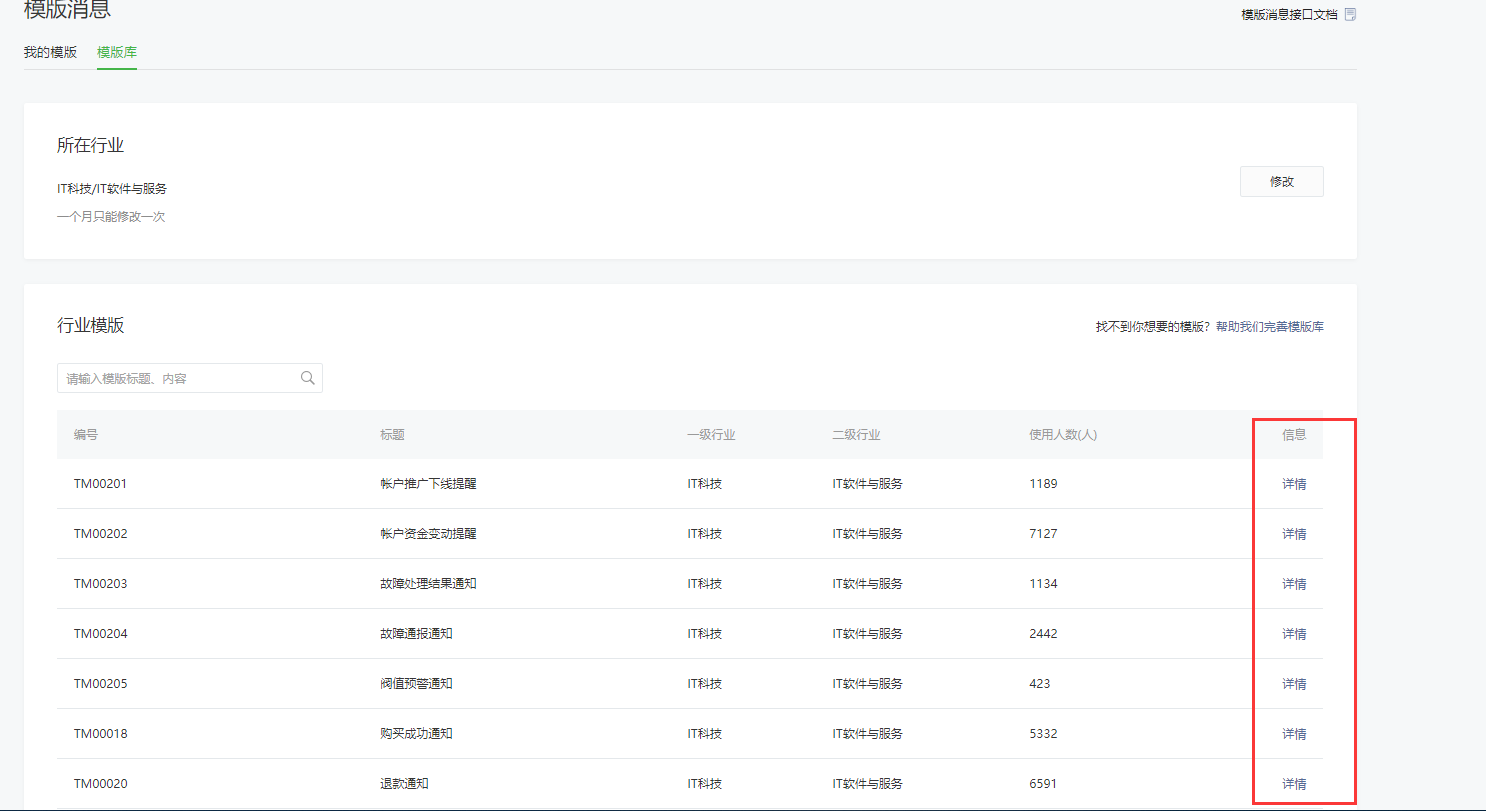 模版消息
模版消息接口文档
我的模版 模版库
所在行业
IT科技/IT软件与服务
修改
一个月只能修改一次
行业模版
找不到你想要的模版? 帮助我们完善模版库
请输入模版标题、内容
编号 标题 一级行业 二级行业 使用人数(人) 信息
TM00201 帐户推广下线提醒 IT科技 IT软件与服务 1189 详情
TM00202 帐户资金变动提醒 IT科技 IT软件与服务 7127 详情
TM00203 故障处理结果通知 IT科技 IT软件与服务 1134 详情
TM00204 故障通报通知 IT科技 IT软件与服务 2442 详情
TM00205 阀值预警通知 IT科技 IT软件与服务 423 详情
TM00018 购买成功通知 IT科技 IT软件与服务 5332 详情
TM00020 退款通知 IT科技 IT软件与服务 6591 详情